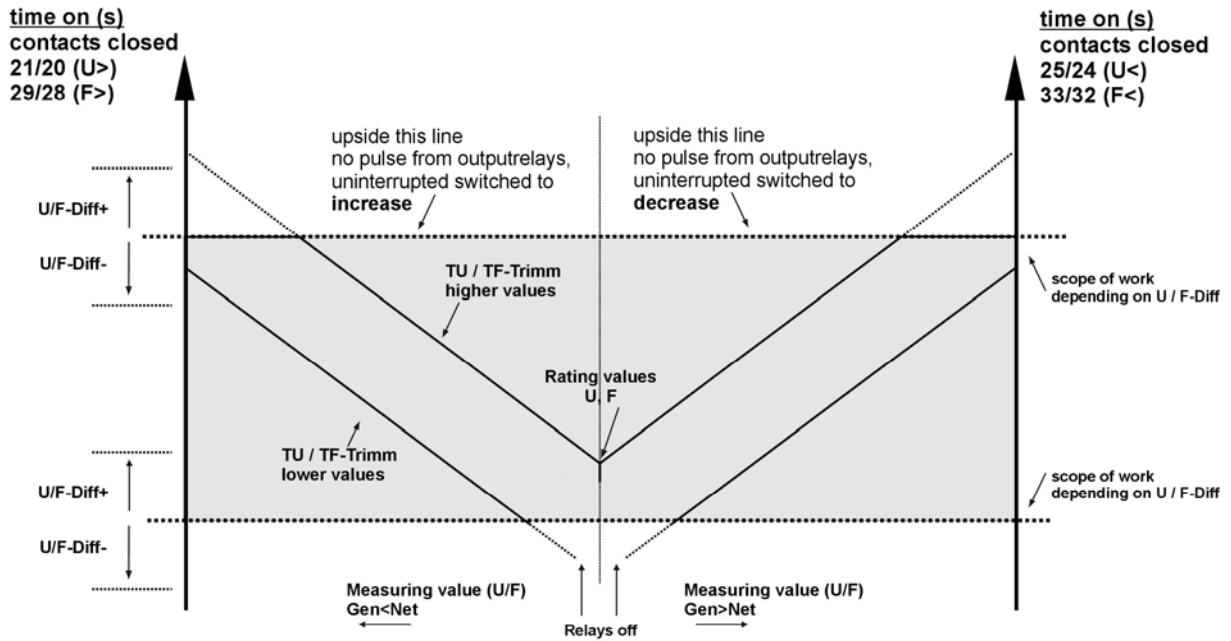 time on (s)
contacts closed
21/20 (U>)
29/28 (F>)
time on (s)
contacts closed
25/24 (U<)
33/32 (F<)
upside this line
no pulse from outputrelays,
uninterrupted switched to
increase
upside this line
no pulse from outputrelays,
uninterrupted switched to
decrease
U/F-Diff+
U/F-Diff-
TU / TF-Trimm
higher values
scope of work
depending on U / F-Diff
Rating values
U, F
TU / TF-Trimm
lower values
U/F-Diff+
U/F-Diff-
scope of work
depending on U / F-Diff
Measuring value (U/F)
Gen<Net
Measuring value (U/F)
Gen>Net
Relays off